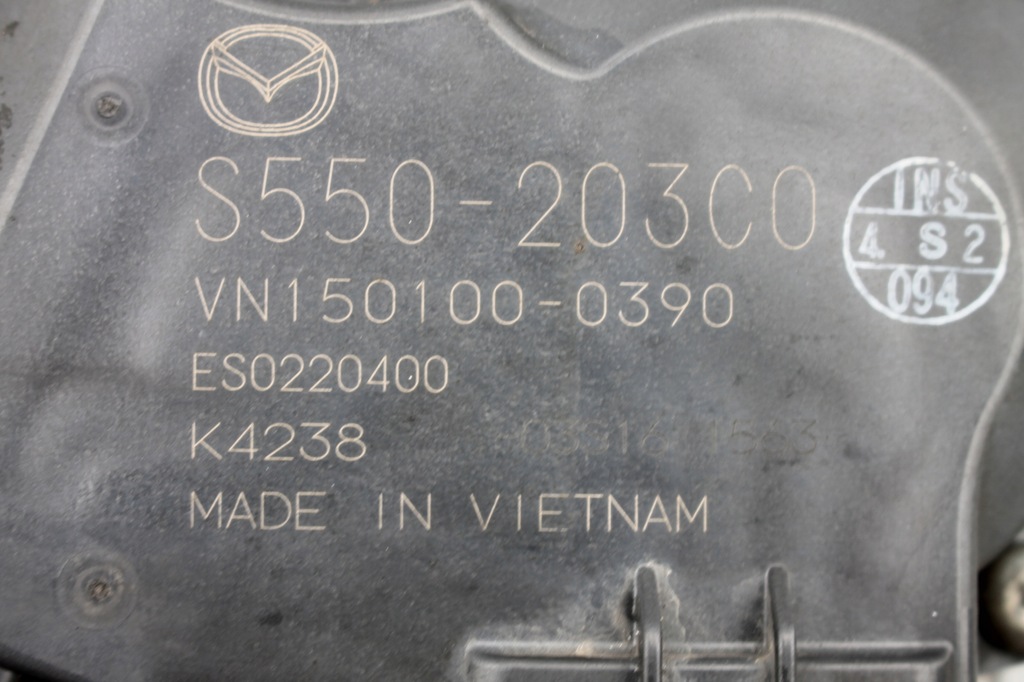 S550-203C0
INS
4. S 2
094
VN150100-0390
ES0220400
K4238
MADE IN VIETNAM